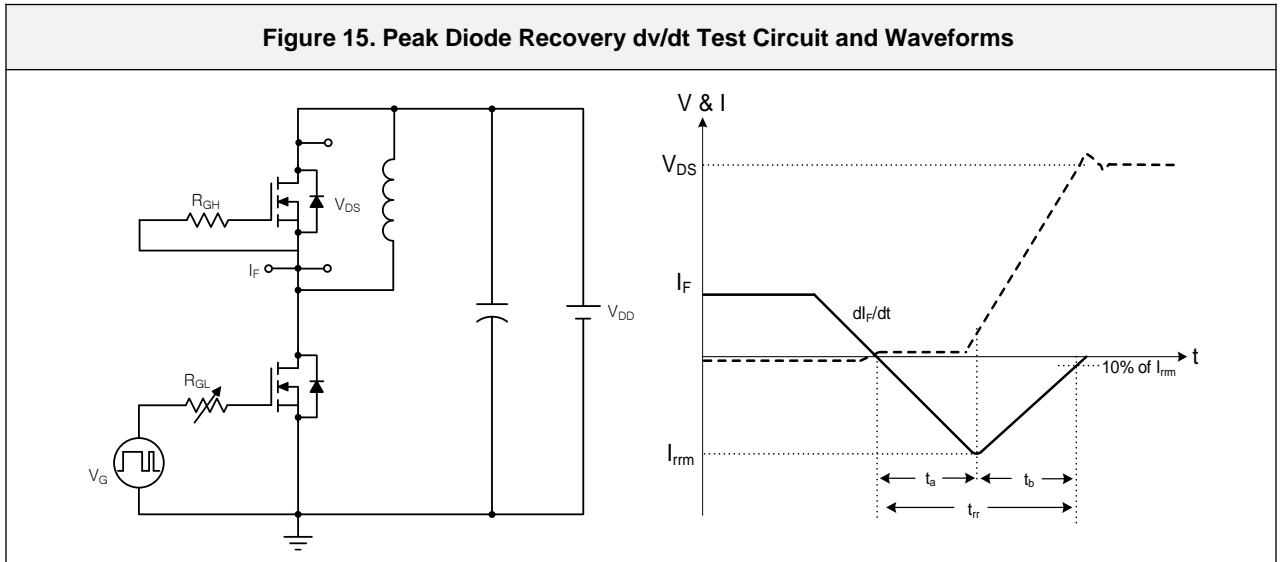 Figure 15. Peak Diode Recovery dv/dt Test Circuit and Waveforms
RGH
VDS
IF
VDD
RGL
VG
V & I
VDS
IF
dIF/dt
t
10% of Irrm
Irrm
ta
tb
trr